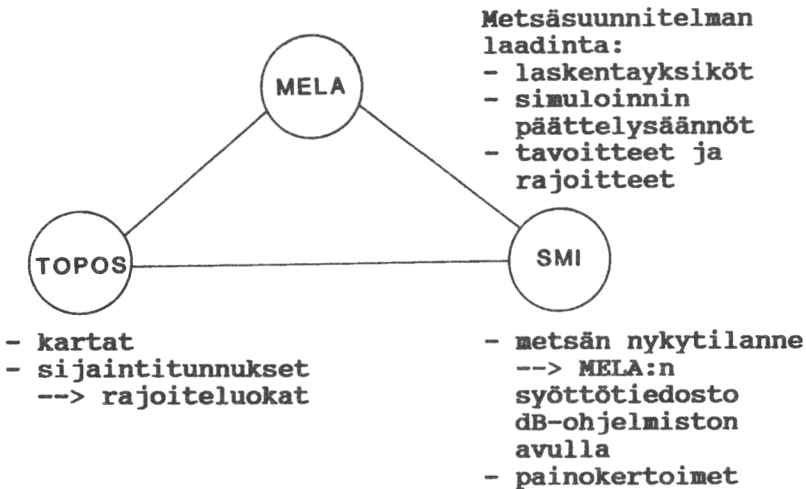 Metsäsuunnitelman
laadinta:
- laskentayksiköt
- simuloinnin
päättelysäännöt
- tavoitteet ja
rajoitteet
MELA
TOPOS
SMI
- kartat
- sijaintitunnukset
--> rajoiteluokat
- metsän nykytilanne
--> MELA:n
syöttötiedosto
dB-ohjelmiston
avulla
- painokertoimet